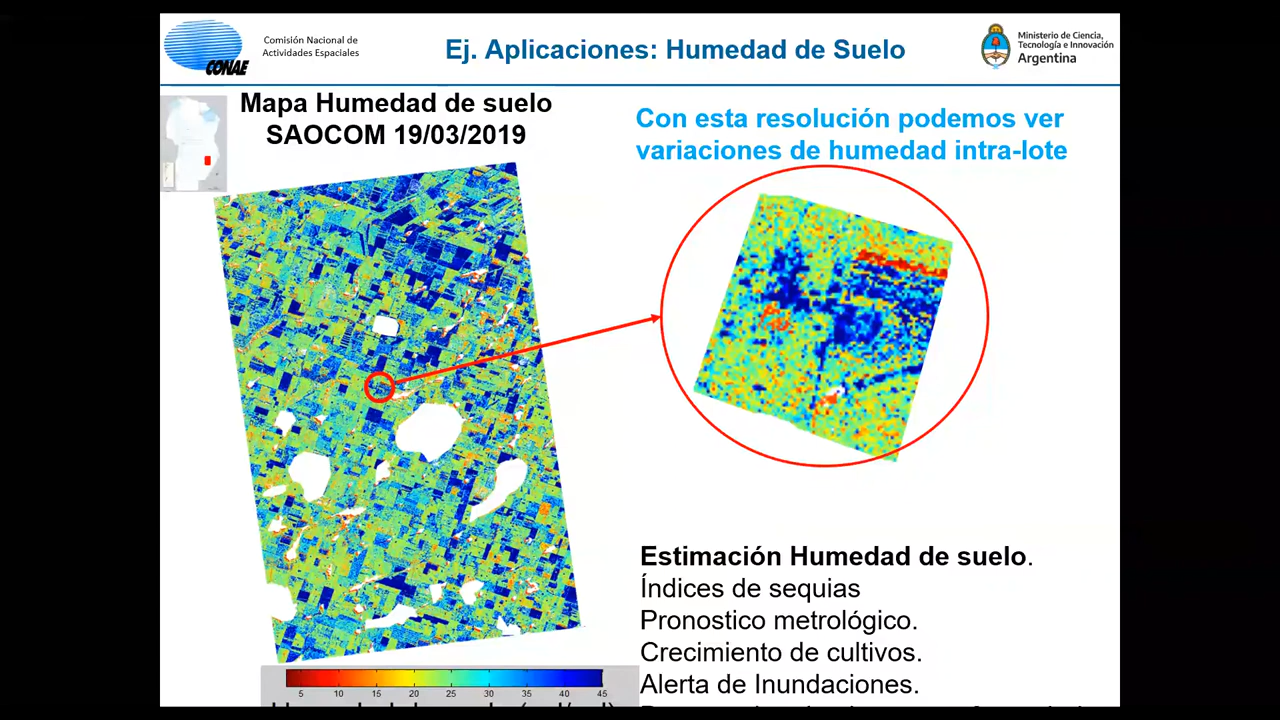 CONAE
Comisión Nacional de
Actividades Espaciales
Ej. Aplicaciones: Humedad de Suelo
Ministerio de Ciencia,
Tecnología e Innovación
Argentina
Mapa Humedad de suelo
SAOCOM 19/03/2019
Con esta resolución podemos ver
variaciones de humedad intra-lote
Estimación Humedad de suelo.
Índices de sequias
Pronostico metrológico.
Crecimiento de cultivos.
Alerta de Inundaciones.
5 10 15 20 25 30 35 40 45